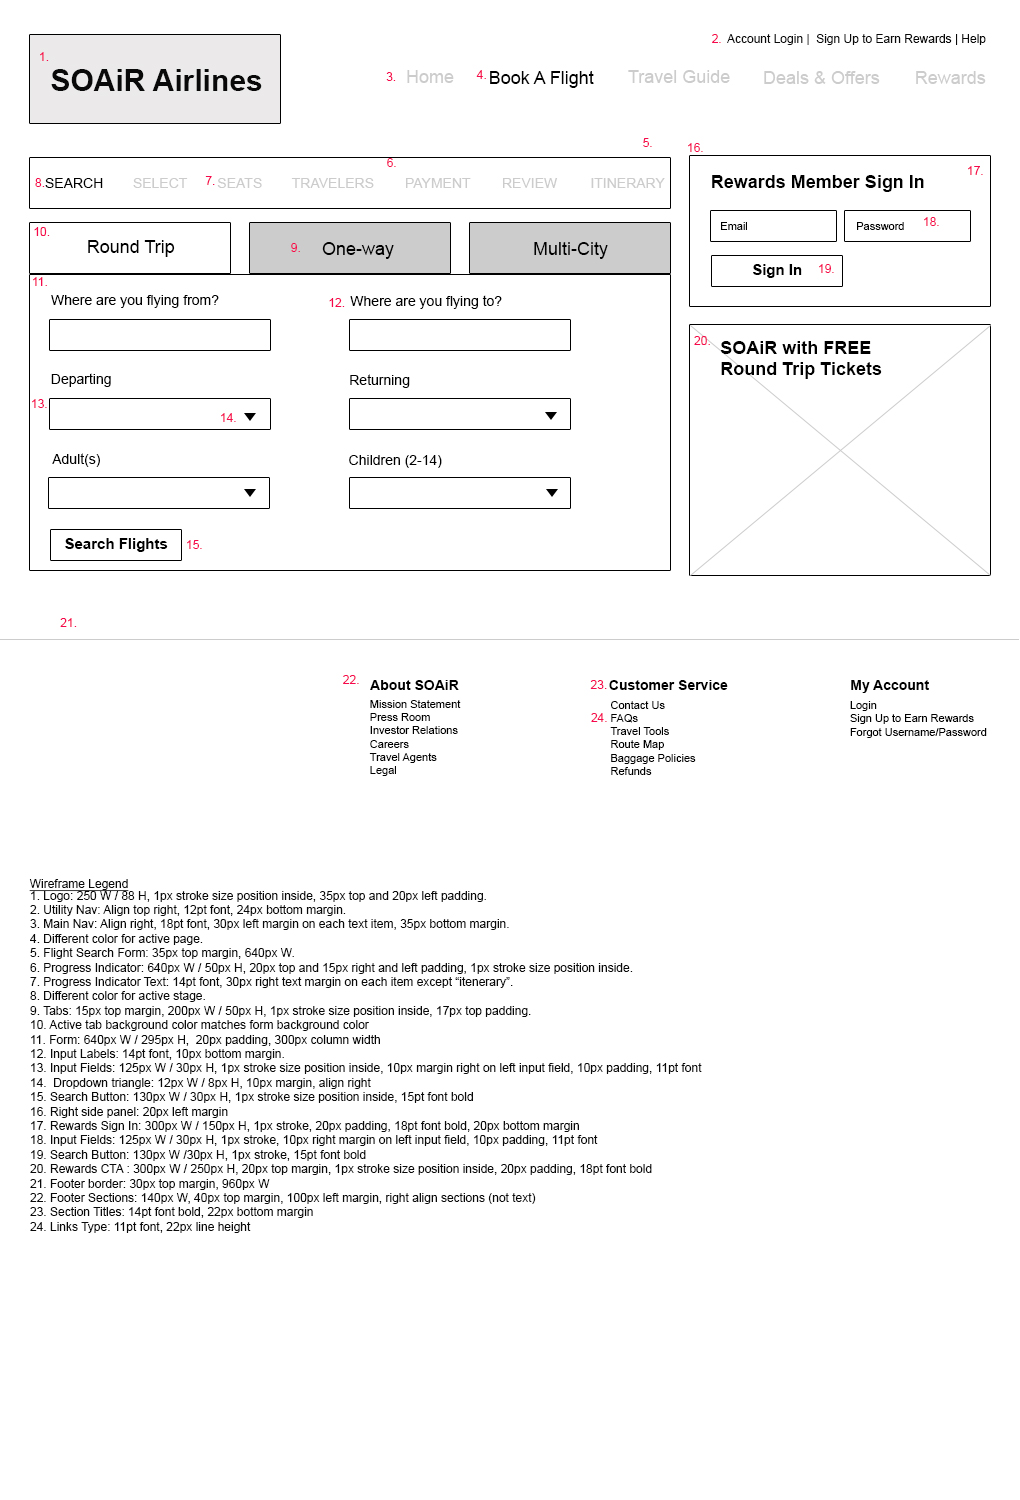 2. Account Login | Sign Up to Earn Rewards | Help
1.
SOAiR Airlines
3. Home 4. Book A Flight Travel Guide Deals & Offers Rewards
5.
6.
8. SEARCH SELECT 7. SEATS TRAVELERS PAYMENT REVIEW ITINERARY
16.
17.
Rewards Member Sign In
Email Password 18.
Sign In 19.
10. Round Trip 9. One-way Multi-City
11.
Where are you flying from? 12. Where are you flying to?
Departing Returning
13. 14.
Adult(s) Children (2-14)
Search Flights 15.
20. SOAiR with FREE
Round Trip Tickets
21.
22. About SOAiR
Mission Statement
Press Room
Investor Relations
Careers
Travel Agents
Legal
23. Customer Service
Contact Us
24. FAQs
Travel Tools
Route Map
Baggage Policies
Refunds
My Account
Login
Sign Up to Earn Rewards
Forgot Username/Password
Wireframe Legend
1. Logo: 250 W / 88 H, 1px stroke size position inside, 35px top and 20px left padding.
2. Utility Nav: Align top right, 12pt font, 24px bottom margin.
3. Main Nav: Align right, 18pt font, 30px left margin on each text item, 35px bottom margin.
4. Different color for active page.
5. Flight Search Form: 35px top margin, 640px W.
6. Progress Indicator: 640px W / 50px H, 20px top and 15px right and left padding, 1px stroke size position inside.
7. Progress Indicator Text: 14pt font, 30px right text margin on each item except “itenerary”.
8. Different color for active stage.
9. Tabs: 15px top margin, 200px W / 50px H, 1px stroke size position inside, 17px top padding.
10. Active tab background color matches form background color
11. Form: 640px W / 295px H, 20px padding, 300px column width
12. Input Labels: 14pt font, 10px bottom margin.
13. Input Fields: 125px W / 30px H, 1px stroke size position inside, 10px margin right on left input field, 10px padding, 11pt font
14. Dropdown triangle: 12px W / 8px H, 10px margin, align right
15. Search Button: 130px W / 30px H, 1px stroke size position inside, 15pt font bold
16. Right side panel: 20px left margin
17. Rewards Sign In: 300px W / 150px H, 1px stroke, 20px padding, 18pt font bold, 20px bottom margin
18. Input Fields: 125px W / 30px H, 1px stroke, 10px right margin on left input field, 10px padding, 11pt font
19. Search Button: 130px W /30px H, 1px stroke, 15pt font bold
20. Rewards CTA : 300px W / 250px H, 20px top margin, 1px stroke size position inside, 20px padding, 18pt font bold
21. Footer border: 30px top margin, 960px W
22. Footer Sections: 140px W, 40px top margin, 100px left margin, right align sections (not text)
23. Section Titles: 14pt font bold, 22px bottom margin
24. Links Type: 11pt font, 22px line height